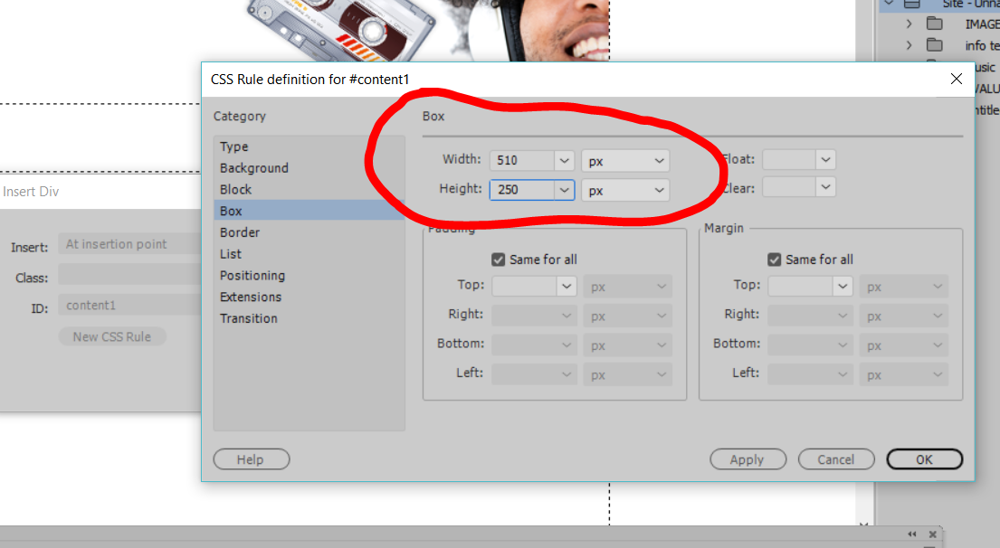 Site - Unna
IMAGE
info te
usic
VALU
ntitle
CSS Rule definition for #content1
Category
Type
Background
Block
Box
Border
List
Positioning
Extensions
Transition
Box
Width: 510 px
Float:
Height: 250 px
Clear:
Padding
Same for all
Top: px
Right: px
Bottom: px
Left: px
Margin
Same for all
Top: px
Right: px
Bottom: px
Left: px
Help
Apply
Cancel
OK
Insert Div
Insert: At insertion point
Class:
ID: content1
New CSS Rule